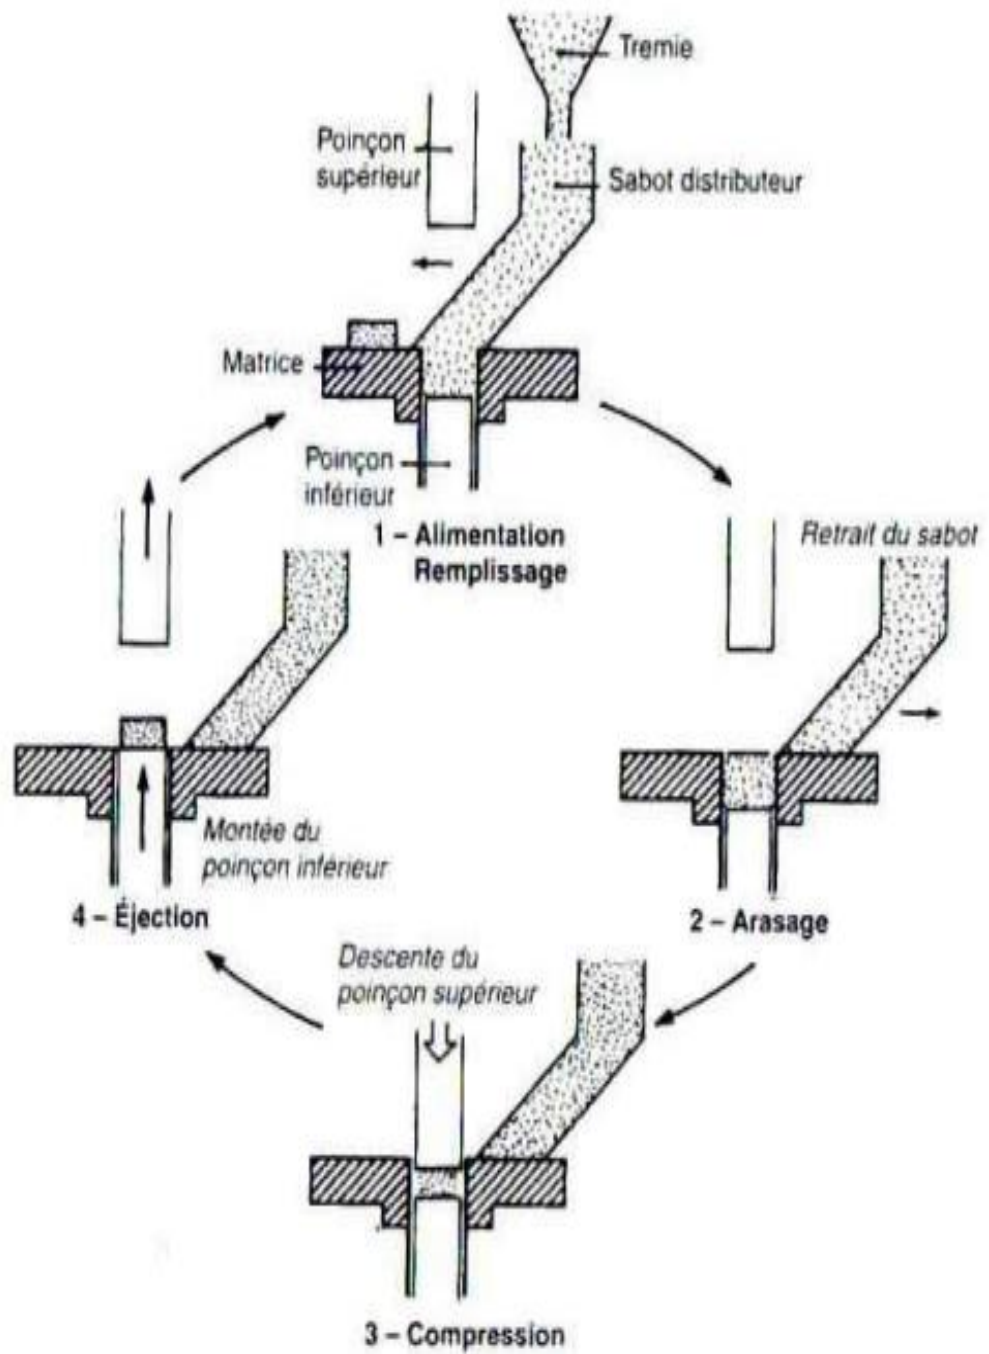 Tremie
Poinçon
supérieur
Sabot distributeur
Matrice
Poinçon
inférieur
1 – Alimentation
Remplissage
Retrait du sabot
2 – Arasage
Descente du
poinçon supérieur
3 – Compression
Montée du
poinçon inférieur
4 – Éjection